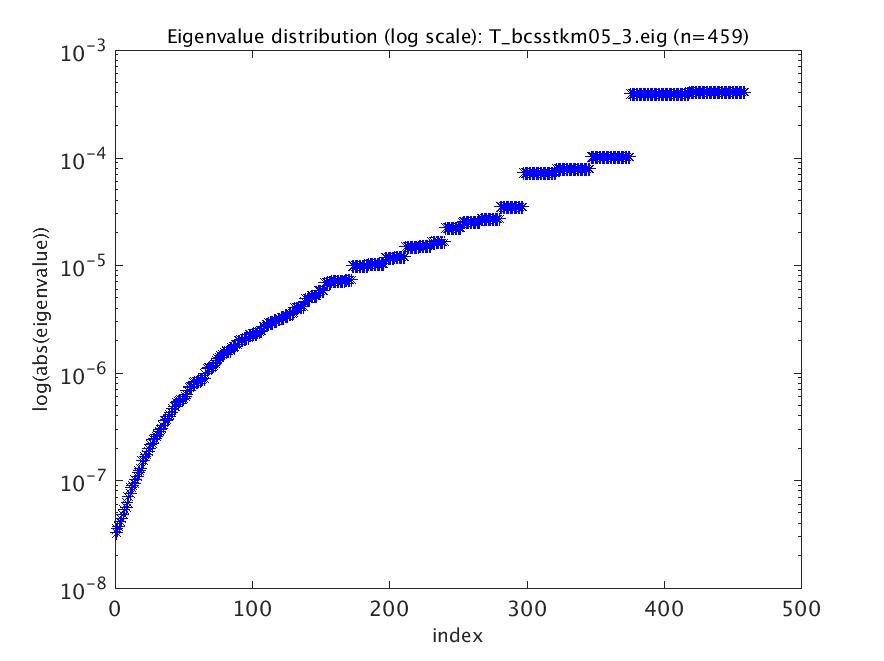 Eigenvalue distribution (log scale): T_bcsstkm05_3.eig (n=459)
10^-3
10^-4
10^-5
10^-6
10^-7
10^-8
log(abs(eigenvalue))
0 100 200 300 400 500
index